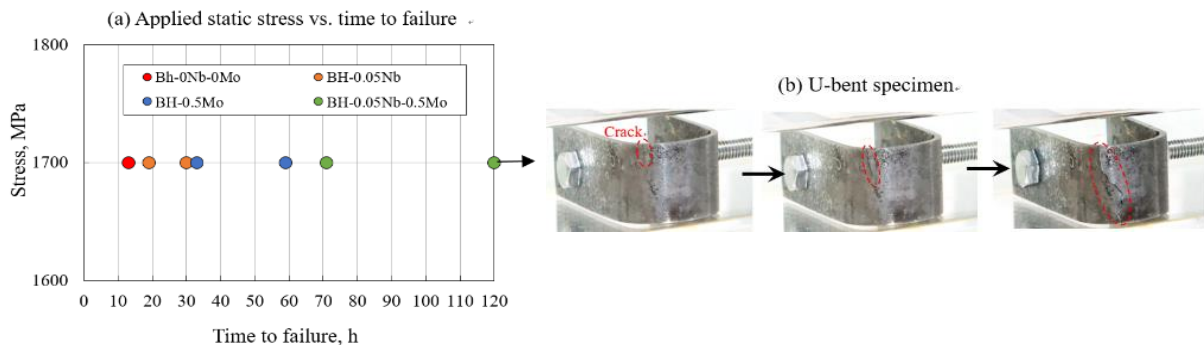 (a) Applied static stress vs. time to failure
1800
1700
1600
Stress, MPa
Bh-0Nb-0Mo
BH-0.05Nb
BH-0.5Mo
BH-0.05Nb-0.5Mo
0 10 20 30 40 50 60 70 80 90 100 110 120
Time to failure, h
(b) U-bent specimen
Crack